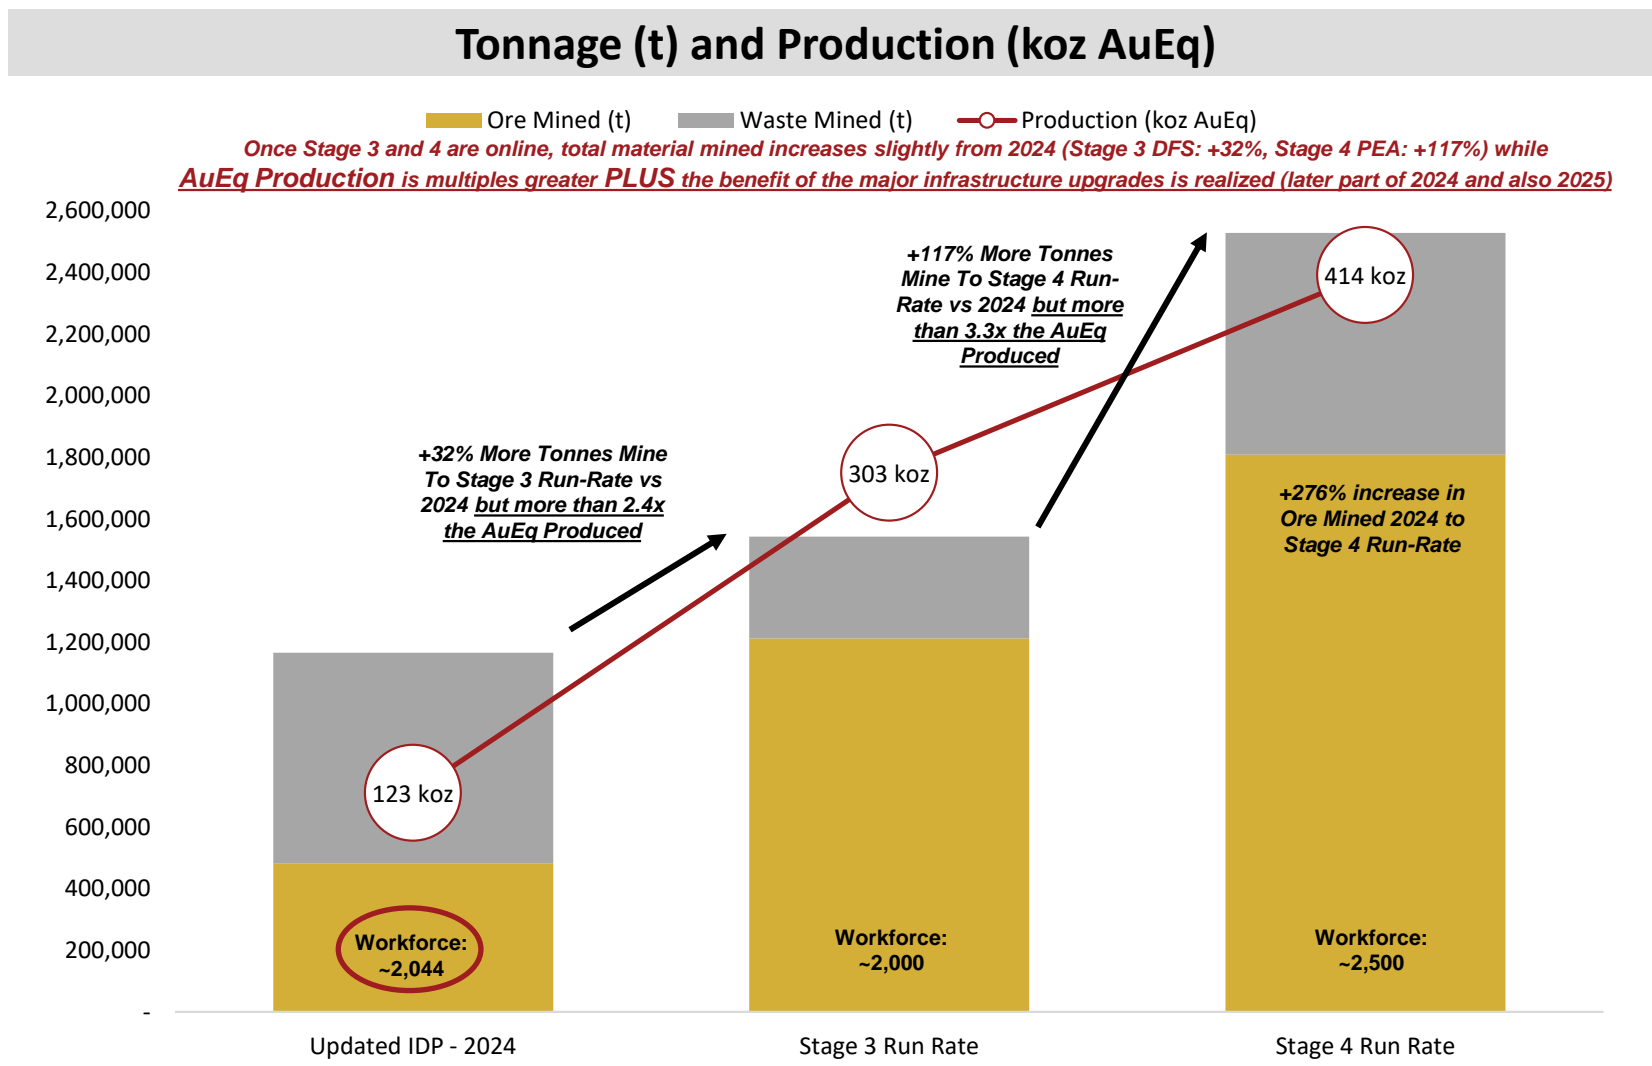 Tonnage (t) and Production (koz AuEq)
Ore Mined (t)
Waste Mined (t)
Production (koz AuEq)
Once Stage 3 and 4 are online, total material mined increases slightly from 2024 (Stage 3 DFS: +32%, Stage 4 PEA: +117%) while
AuEq Production is multiples greater PLUS the benefit of the major infrastructure upgrades is realized (later part of 2024 and also 2025)
2,600,000
2,400,000
2,200,000
2,000,000
1,800,000
1,600,000
1,400,000
1,200,000
1,000,000
800,000
600,000
400,000
200,000
-
+32% More Tonnes Mine
To Stage 3 Run-Rate vs
2024 but more than 2.4x
the AuEq Produced
+117% More Tonnes
Mine To Stage 4 Run-
Rate vs 2024 but more
than 3.3x the AuEq
Produced
+276% increase in
Ore Mined 2024 to
Stage 4 Run-Rate
123 koz
303 koz
414 koz
Workforce:
~2,044
Workforce:
~2,000
Workforce:
~2,500
Updated IDP - 2024
Stage 3 Run Rate
Stage 4 Run Rate